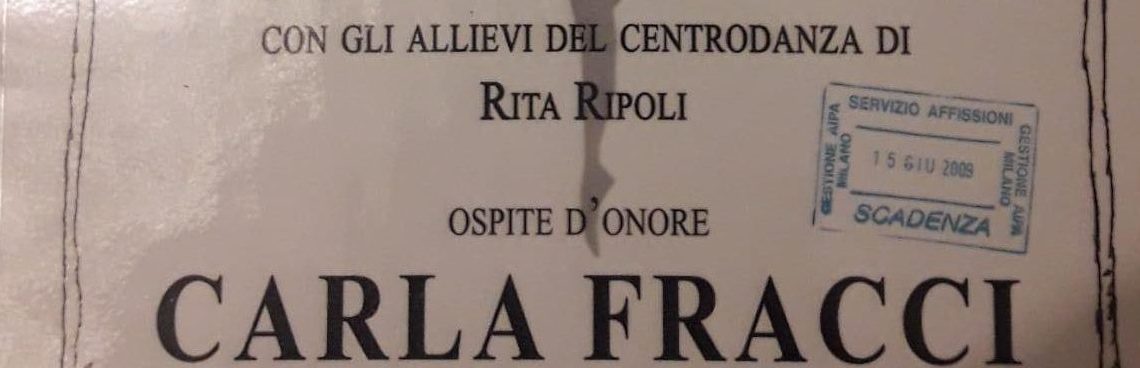 CON GLI ALLIEVI DEL CENTRODANZA DI
RITA RIPOLI
SERVIZIO AFFISSIONI
GESTIONE AIPA
MILANO
15 GIU 2009
GESTIONE AIPA
MILANO
SCADENZA
OSPITE D'ONORE
CARLA FRACCI